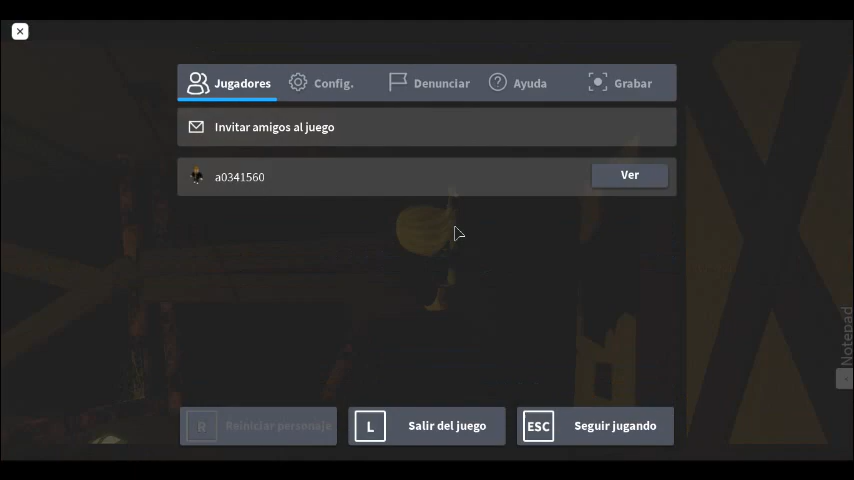 Jugadores
Config.
Denunciar
Ayuda
Grabar
Invitar amigos al juego
a0341560
Ver
Notepad
R Reiniciar personaje
L Salir del juego
ESC Seguir jugando